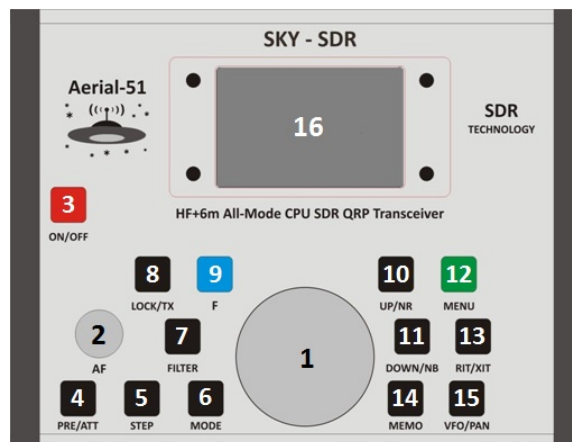 SKY - SDR
Aerial-51
16
SDR
TECHNOLOGY
3
HF+6m All-Mode CPU SDR QRP Transceiver
ON/OFF
8
9
10
12
LOCK/TX
F
UP/NR
MENU
2
7
1
11
13
AF
FILTER
DOWN/NB
RIT/XIT
4
5
6
14
15
PRE/ATT
STEP
MODE
MEMO
VFO/PAN